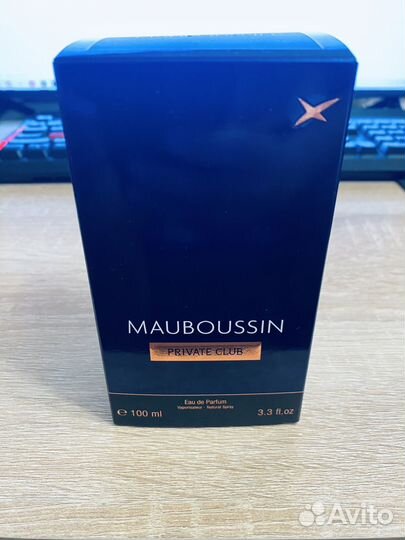 MAUBOUSSIN
PRIVATE CLUB
Eau de Parfum
Vaporisateur - Natural Spray
℮ 100 ml 3.3 fl.oz
Avito